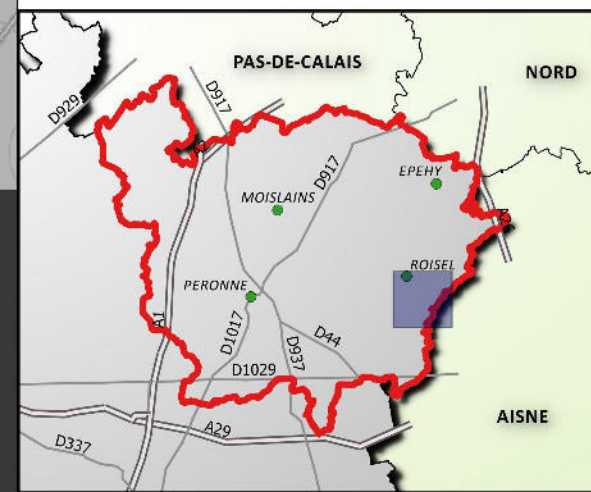 PAS-DE-CALAIS
NORD
D929
D917
A2
D917
EPEHY
MOISLAINS
A26
ROISEL
PERONNE
A1
D1017
D44
D937
D1029
AISNE
A29
D337